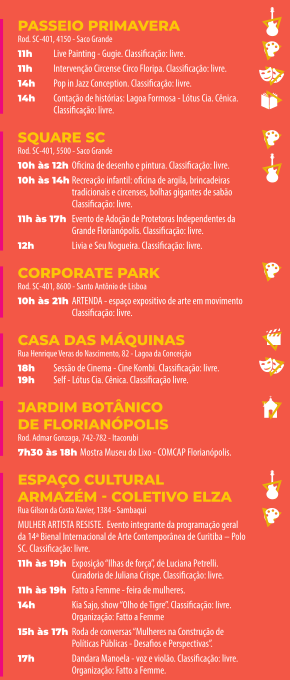 PASSEIO PRIMAVERA
Rod. SC-401, 4150 - Saco Grande
11h Live Painting - Gugie. Classificação: livre.
11h Intervenção Circense Circo Floripa. Classificação: livre.
14h Pop in Jazz Conception. Classificação: livre.
14h Contação de histórias: Lagoa Formosa - Lótus Cia. Cênica.
Classificação: livre.
SQUARE SC
Rod. SC-401, 5500 - Saco Grande
10h às 12h Oficina de desenho e pintura. Classificação: livre.
10h às 14h Recreação infantil: oficina de argila, brincadeiras
tradicionais e circenses, bolhas gigantes de sabão
Classificação: livre.
11h às 17h Evento de Adoção de Protetoras Independentes da
Grande Florianópolis. Classificação: livre.
12h Livia e Seu Nogueira. Classificação: livre.
CORPORATE PARK
Rod. SC-401, 8600 - Santo Antônio de Lisboa
10h às 21h ARTENDA - espaço expositivo de arte em movimento
Classificação: livre.
CASA DAS MÁQUINAS
Rua Henrique Veras do Nascimento, 82 - Lagoa da Conceição
18h Sessão de Cinema - Cine Kombi. Classificação: livre.
19h Self - Lótus Cia. Cênica. Classificação livre.
JARDIM BOTÂNICO
DE FLORIANÓPOLIS
Rod. Admar Gonzaga, 742-782 - Itacorubi
7h30 às 18h Mostra Museu do Lixo - COMCAP Florianópolis.
ESPAÇO CULTURAL
ARMAZÉM - COLETIVO ELZA
Rua Gilson da Costa Xavier, 1384 - Sambaqui
MULHER ARTISTA RESISTE. Evento integrante da programação geral
da 14ª Bienal Internacional de Arte Contemporânea de Curitiba – Polo
SC. Classificação: livre.
11h às 19h Exposição “Ilhas de força”, de Luciana Petrelli.
Curadoria de Juliana Crispe. Classificação: livre.
11h às 19h Fatto a Femme - feira de mulheres.
14h Kia Sajo, show “Olho de Tigre”. Classificação: livre.
Organização: Fatto a Femme
15h às 17h Roda de conversas “Mulheres na Construção de
Políticas Públicas - Desafios e Perspectivas”.
17h Dandara Manoela - voz e violão. Classificação: livre.
Organização: Fatto a Femme.